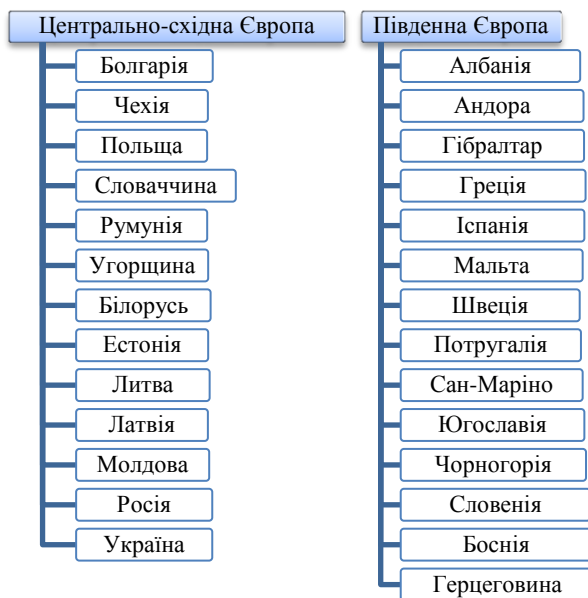 Центрально-східна Європа
Болгарія
Чехія
Польща
Словаччина
Румунія
Угорщина
Білорусь
Естонія
Литва
Латвія
Молдова
Росія
Україна
Південна Європа
Албанія
Андора
Гібралтар
Греція
Іспанія
Мальта
Швеція
Потругалія
Сан-Маріно
Югославія
Чорногорія
Словенія
Боснія
Герцеговина